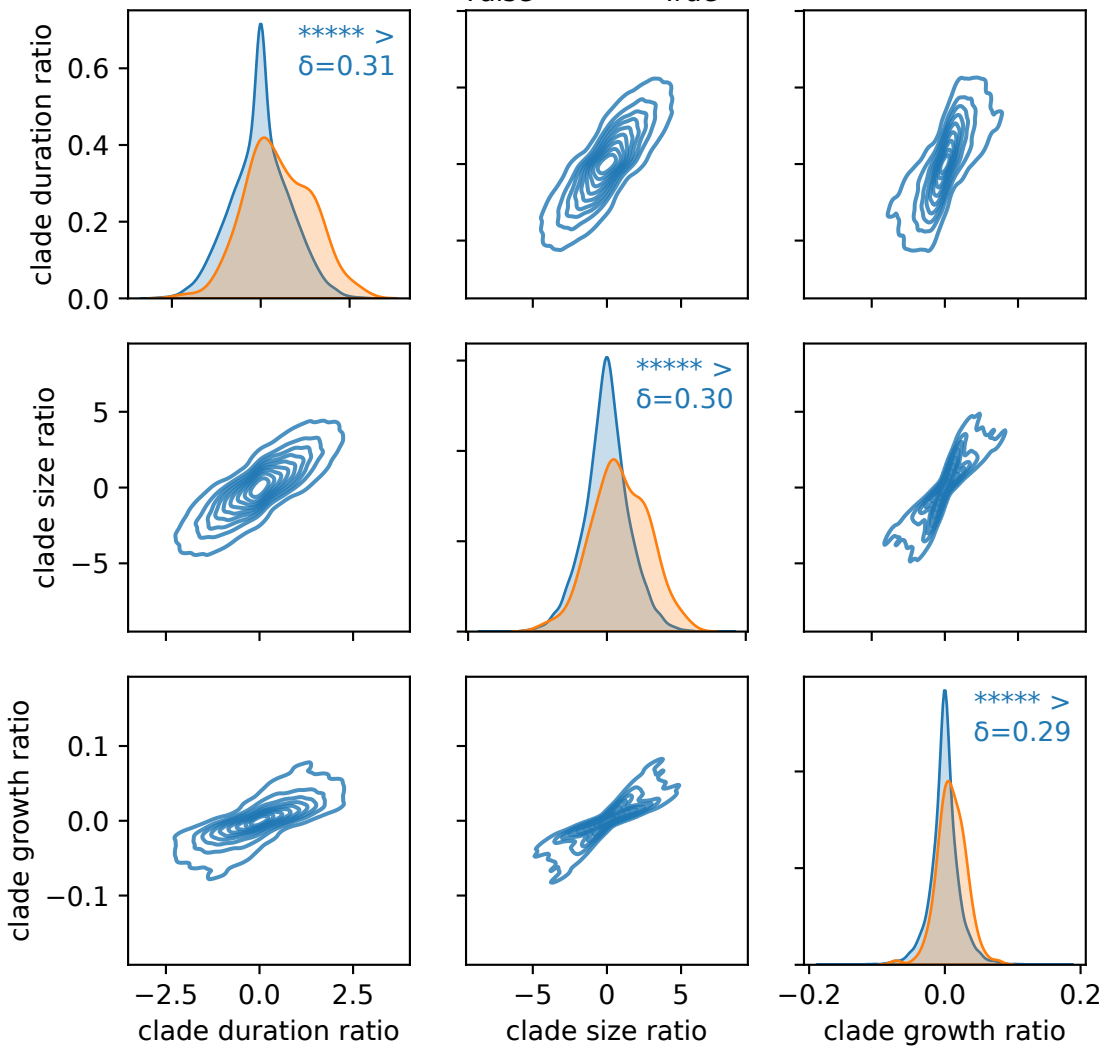 ***** >
δ=0.31
clade duration ratio
0.6
0.4
0.2
0.0
***** >
δ=0.30
clade size ratio
5
0
−5
***** >
δ=0.29
clade growth ratio
0.1
0.0
−0.1
−2.5 0.0 2.5
−5 0 5
−0.2 0.0 0.2
clade duration ratio
clade size ratio
clade growth ratio